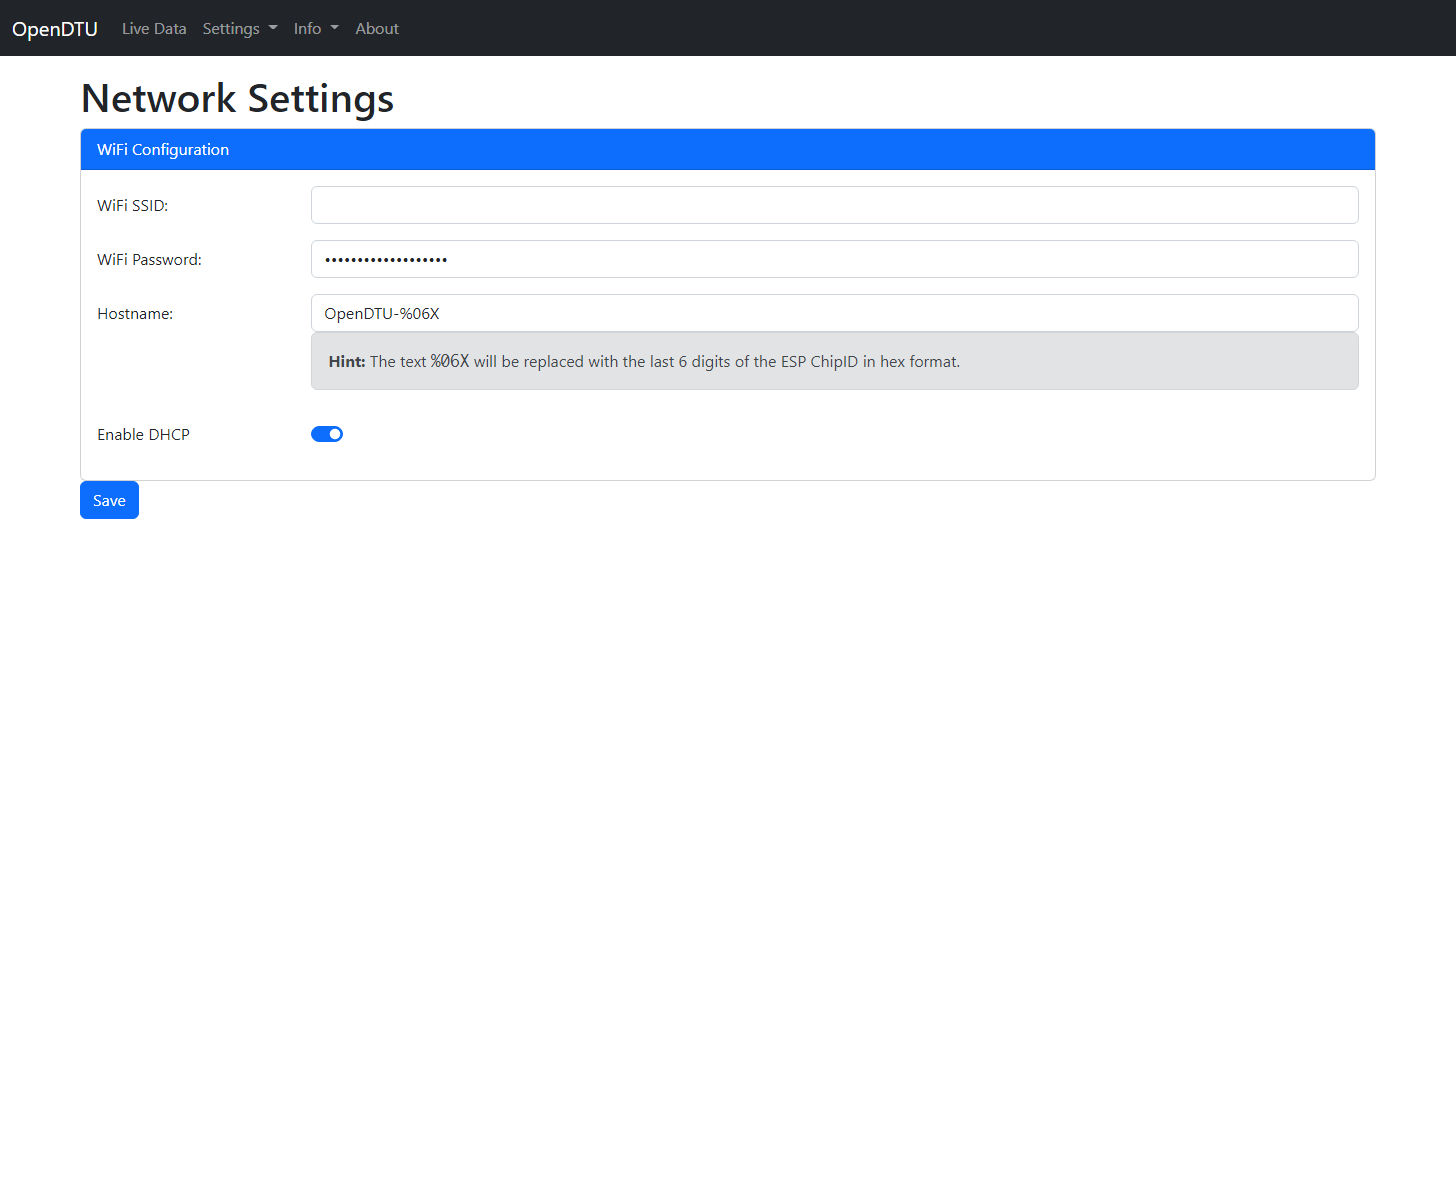 OpenDTU Live Data Settings Info About
Network Settings
WiFi Configuration
WiFi SSID:
WiFi Password: •••••••••••••••••••
Hostname: OpenDTU-%06X
Hint: The text %06X will be replaced with the last 6 digits of the ESP ChipID in hex format.
Enable DHCP
Save